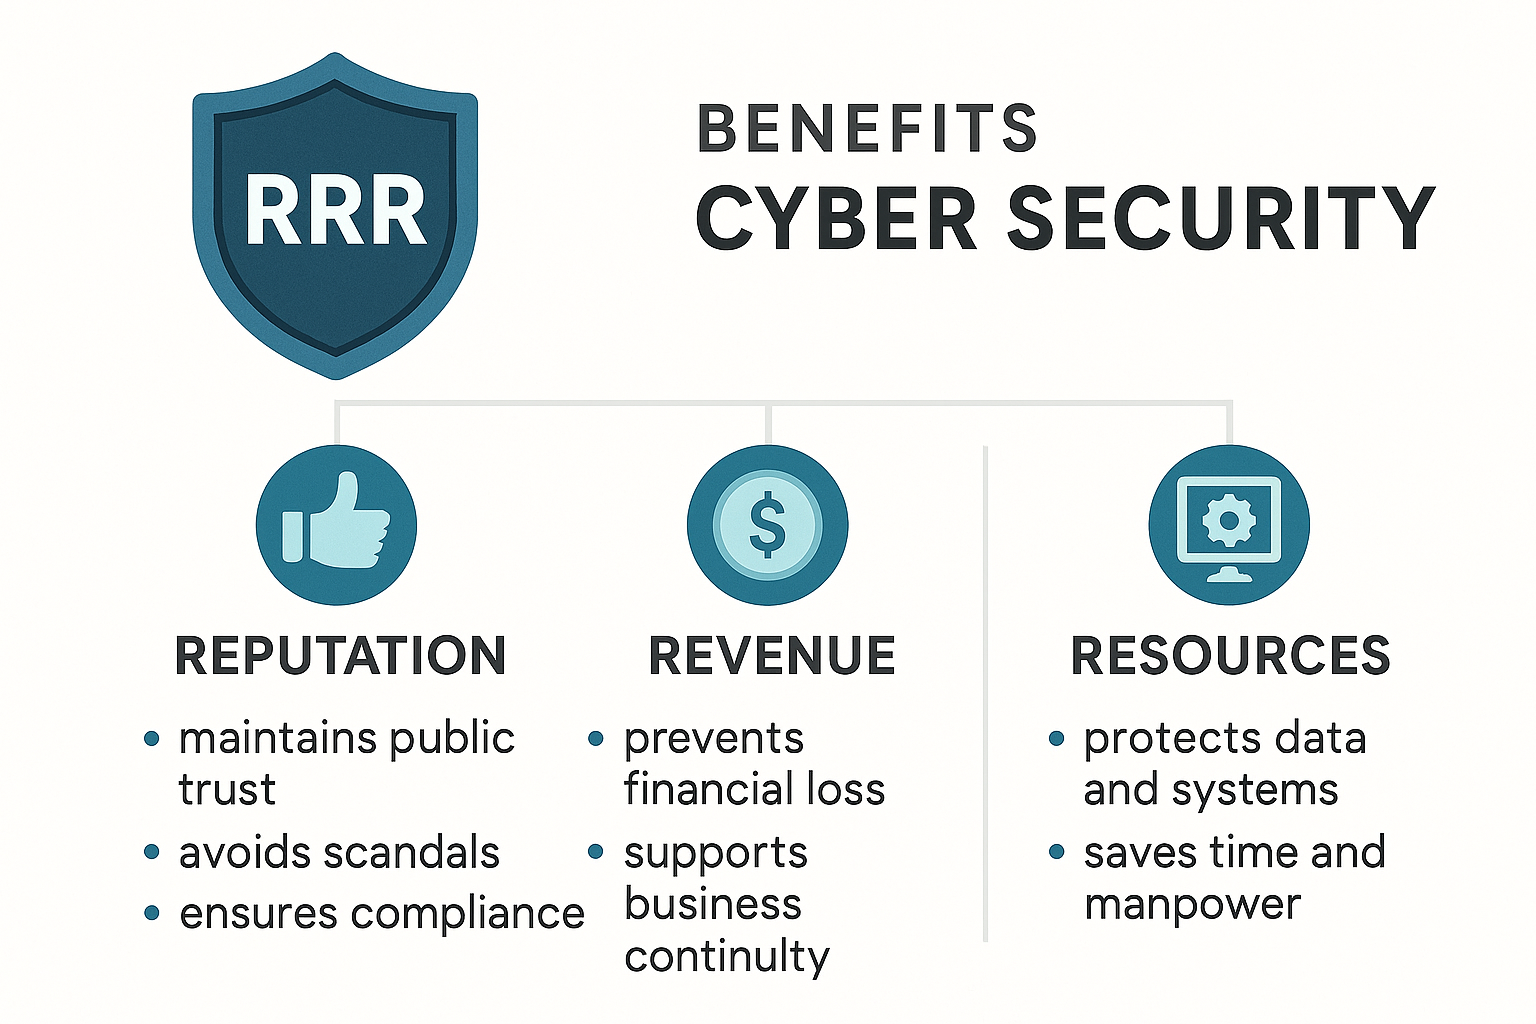 RRR
BENEFITS
CYBER SECURITY
REPUTATION
• maintains public
trust
• avoids scandals
• ensures compliance
$
REVENUE
• prevents
financial loss
• supports
business
continulty
RESOURCES
• protects data
and systems
• saves time and
manpower